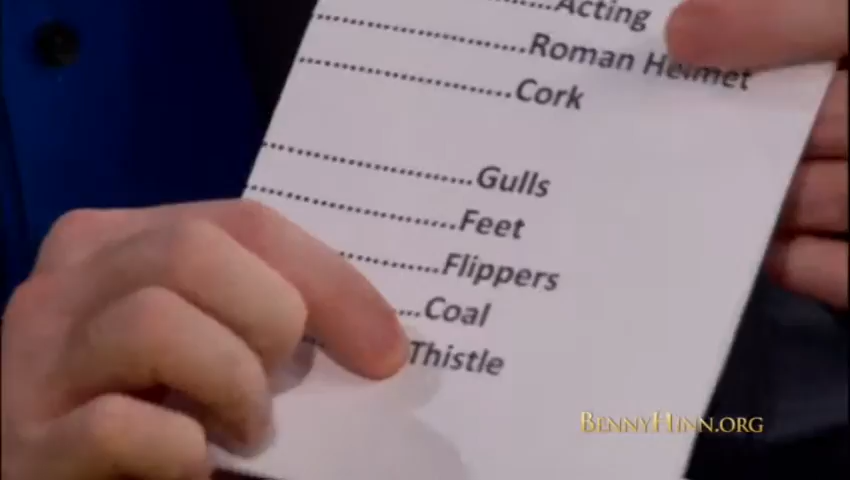 ..........Acting
..............................Roman Helmet
..............................Cork
..............................Gulls
..............................Feet
..............Flippers
...Coal
Thistle
BENNYHINN.ORG